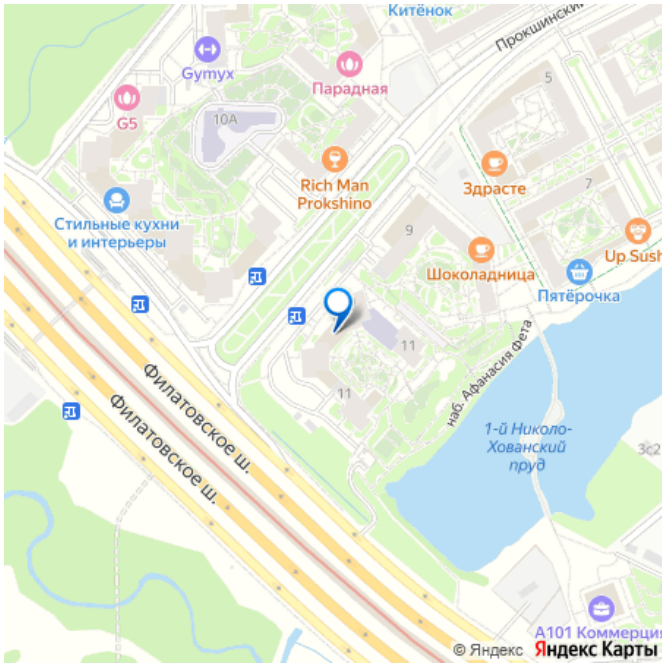 Китёнок
Прокшинский
Gymyx
Парадная
G5
10А
5
Rich Man
Prokshino
Здрасте
7
Стильные кухни
и интерьеры
9
Up Sush
Шоколадница
Пятёрочка
11
11
наб. Афанасия Фета
Филатовское ш.
Филатовское ш.
1-й Николо-
Хованский
пруд
3с2
А101 Коммерция
© Яндекс Яндекс Карты